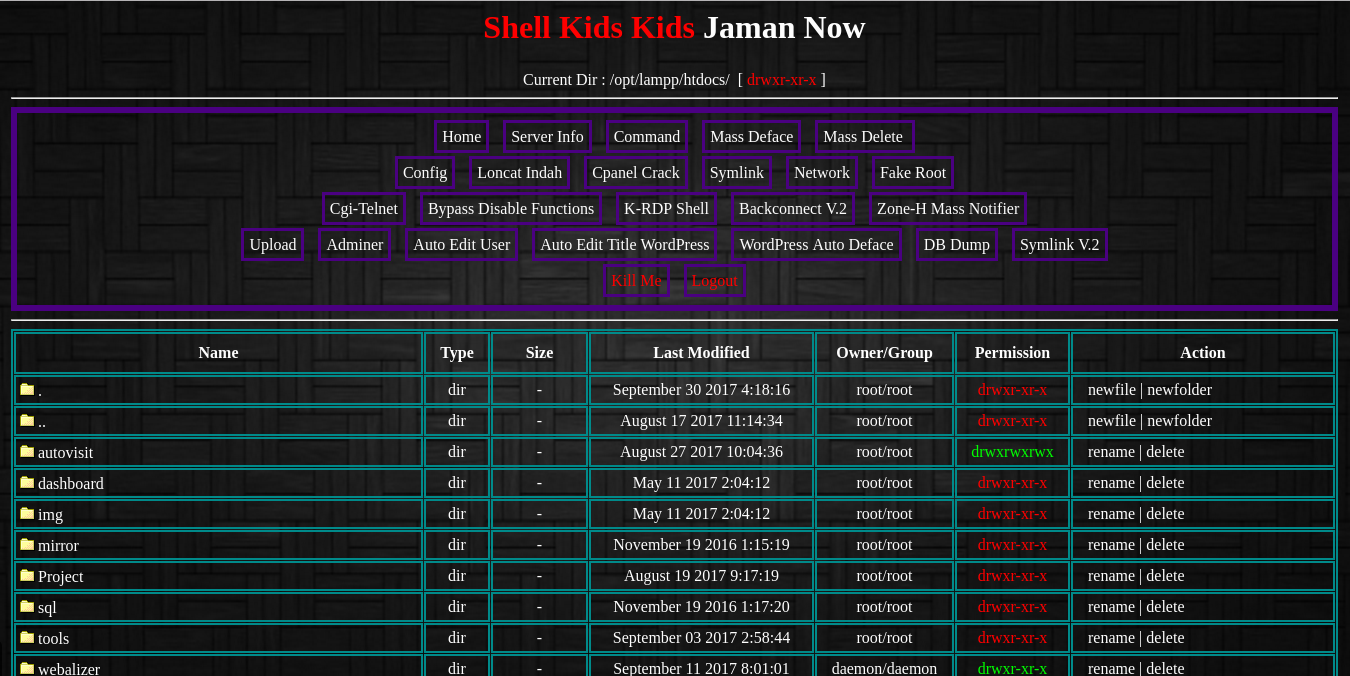 Shell Kids Kids Jaman Now
Current Dir : /opt/lampp/htdocs/ [ drwxr-xr-x ]
Home Server Info Command Mass Deface Mass Delete
Config Loncat Indah Cpanel Crack Symlink Network Fake Root
Cgi-Telnet Bypass Disable Functions K-RDP Shell Backconnect V.2 Zone-H Mass Notifier
Upload Adminer Auto Edit User Auto Edit Title WordPress WordPress Auto Deface DB Dump Symlink V.2
Kill Me Logout
Name Type Size Last Modified Owner/Group Permission Action
. dir - September 30 2017 4:18:16 root/root drwxr-xr-x newfile | newfolder
.. dir - August 17 2017 11:14:34 root/root drwxr-xr-x newfile | newfolder
autovisit dir - August 27 2017 10:04:36 root/root drwxrwxrwx rename | delete
dashboard dir - May 11 2017 2:04:12 root/root drwxr-xr-x rename | delete
img dir - May 11 2017 2:04:12 root/root drwxr-xr-x rename | delete
mirror dir - November 19 2016 1:15:19 root/root drwxr-xr-x rename | delete
Project dir - August 19 2017 9:17:19 root/root drwxr-xr-x rename | delete
sql dir - November 19 2016 1:17:20 root/root drwxr-xr-x rename | delete
tools dir - September 03 2017 2:58:44 root/root drwxr-xr-x rename | delete
webalizer dir - September 11 2017 8:01:01 daemon/daemon drwxr-xr-x rename | delete